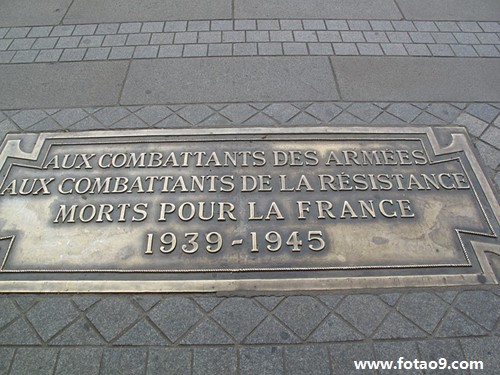 AUX COMBATTANTS DES ARMÉES
AUX COMBATTANTS DE LA RÉSISTANCE
MORTS POUR LA FRANCE
1939-1945
www.fotao9.com